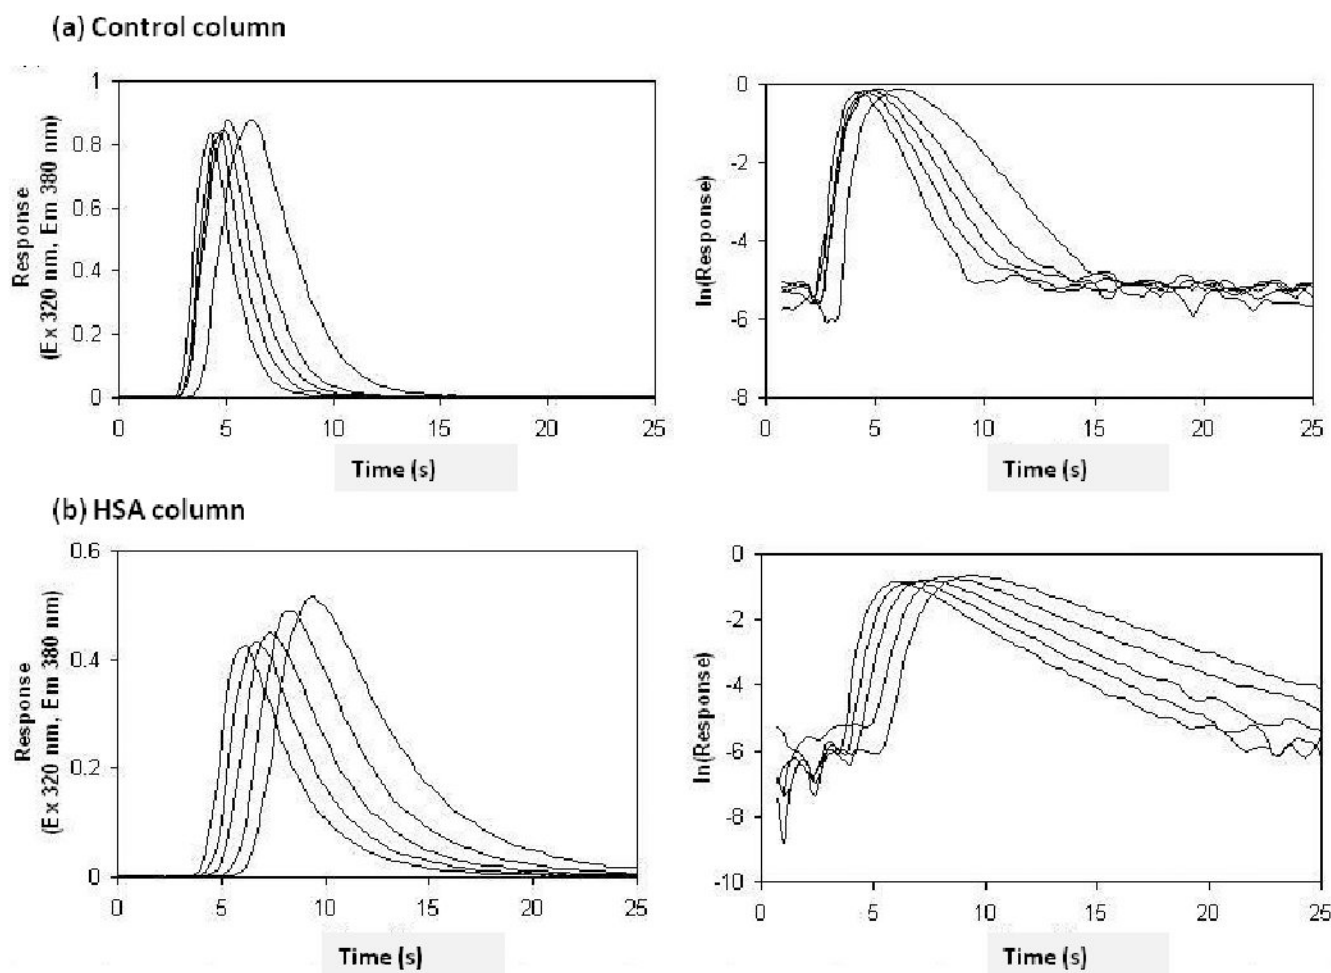 (a) Control column
Response
(Ex 320 nm, Em 380 nm)
1
0.8
0.6
0.4
0.2
0
0 5 10 15 20 25
Time (s)
ln(Response)
0
-2
-4
-6
-8
0 5 10 15 20 25
Time (s)
(b) HSA column
Response
(Ex 320 nm, Em 380 nm)
0.6
0.4
0.2
0
0 5 10 15 20 25
Time (s)
ln(Response)
0
-2
-4
-6
-8
-10
0 5 10 15 20 25
Time (s)